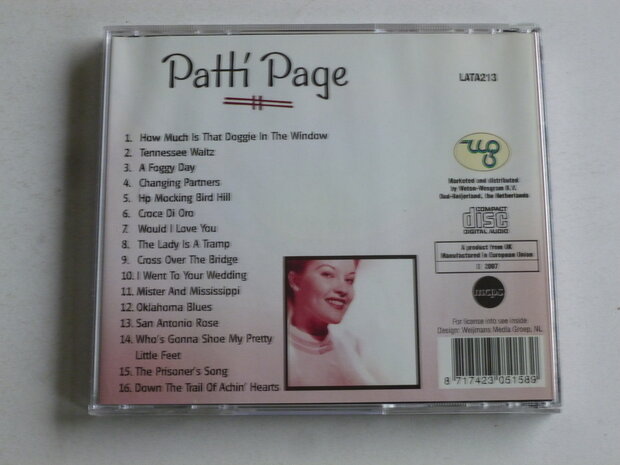 Patti Page
LATA213
1. How Much Is That Doggie In The Window
2. Tennessee Waltz
3. A Foggy Day
4. Changing Partners
5. Hp Mocking Bird Hill
6. Croce Di Oro
7. Would I Love You
8. The Lady Is A Tramp
9. Cross Over The Bridge
10. I Went To Your Wedding
11. Mister And Mississippi
12. Oklahoma Blues
13. San Antonio Rose
14. Who's Gonna Shoe My Pretty
Little Feet
15. The Prisoner's Song
16. Down The Trail Of Achin' Hearts
wg
Marketed and distributed
by Weton-Wesgram B.V.
Oud-Beijerland, the Netherlands
COMPACT
disc
DIGITAL AUDIO
A product from UK
Manufactured in European Union
2007
mcps
For license info see inside
Design: Weijmans Media Groep, NL
8 717423 051589